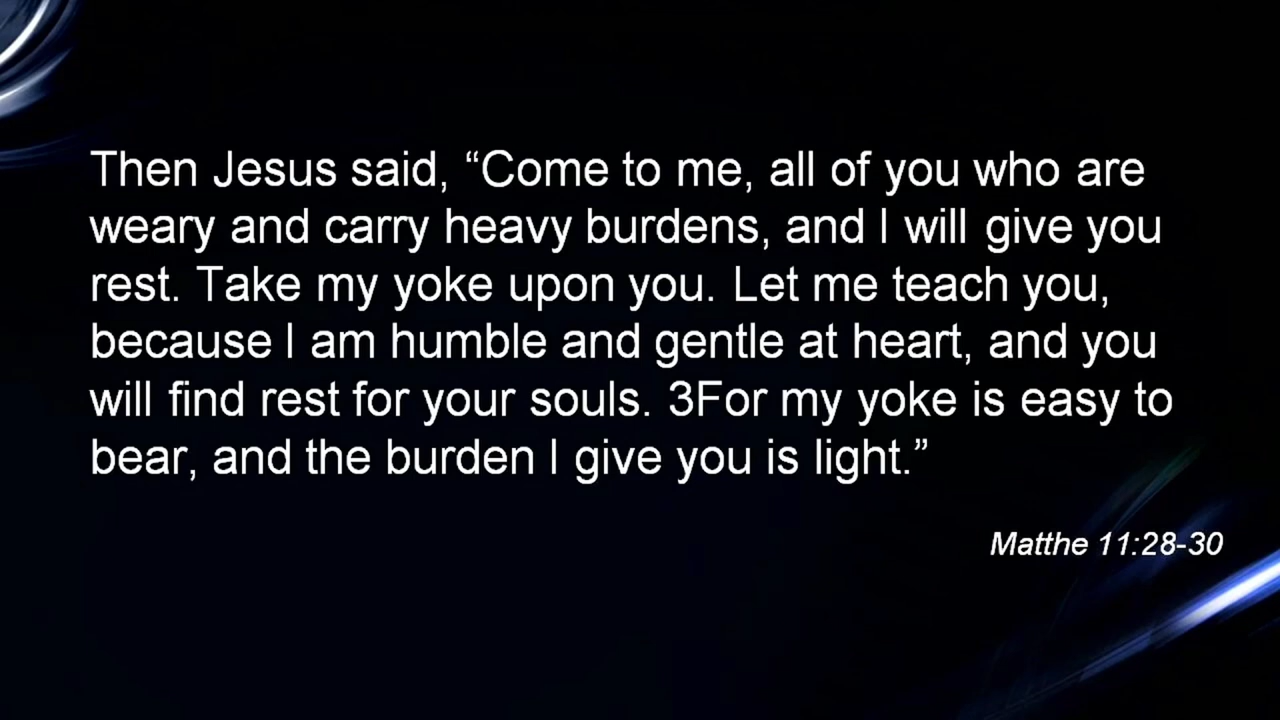 Then Jesus said, “Come to me, all of you who are
weary and carry heavy burdens, and I will give you
rest. Take my yoke upon you. Let me teach you,
because I am humble and gentle at heart, and you
will find rest for your souls. 3For my yoke is easy to
bear, and the burden I give you is light.”
Matthe 11:28-30